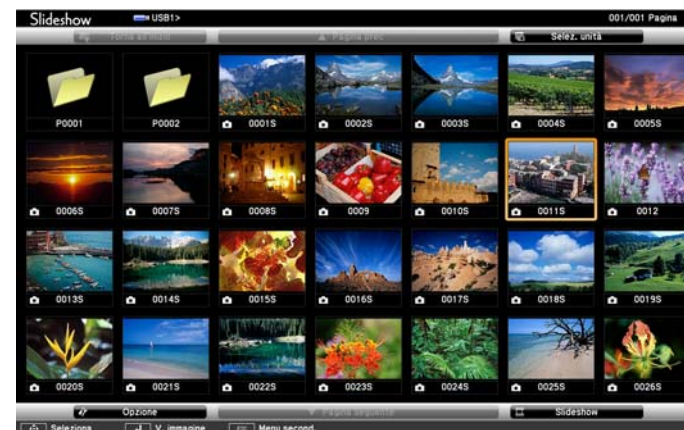 Slideshow USB1> 001/001 Pagina
Torna all'inizio Pagina prec Selez. unità
P0001 P0002 0001S 0002S 0003S 0004S 0005S
0006S 0007S 0008S 0009 0010S 0011S 0012
0013S 0014S 0015S 0016S 0017S 0018S 0019S
0020S 0021S 0022S 0023S 0024S 0025S 0026S
Opzione Pagina seguente Slideshow
Seleziona V. immagine Menu second.